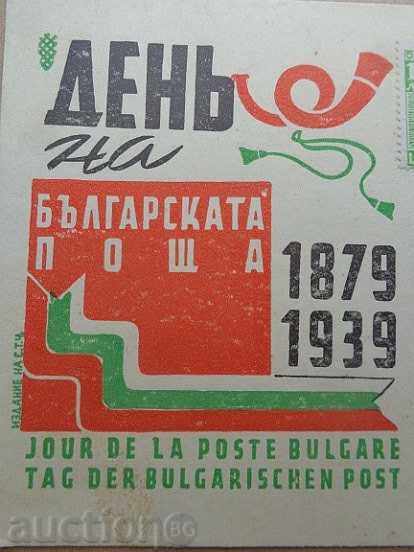 ДЕНЬ
на
БЪЛГАРСКАТА
ПОЩА
1879
1939
ИЗДАНИЕ НА С.Т.Ч.
JOUR DE LA POSTE BULGARE
TAG DER BULGARISCHEN POST
auction BG